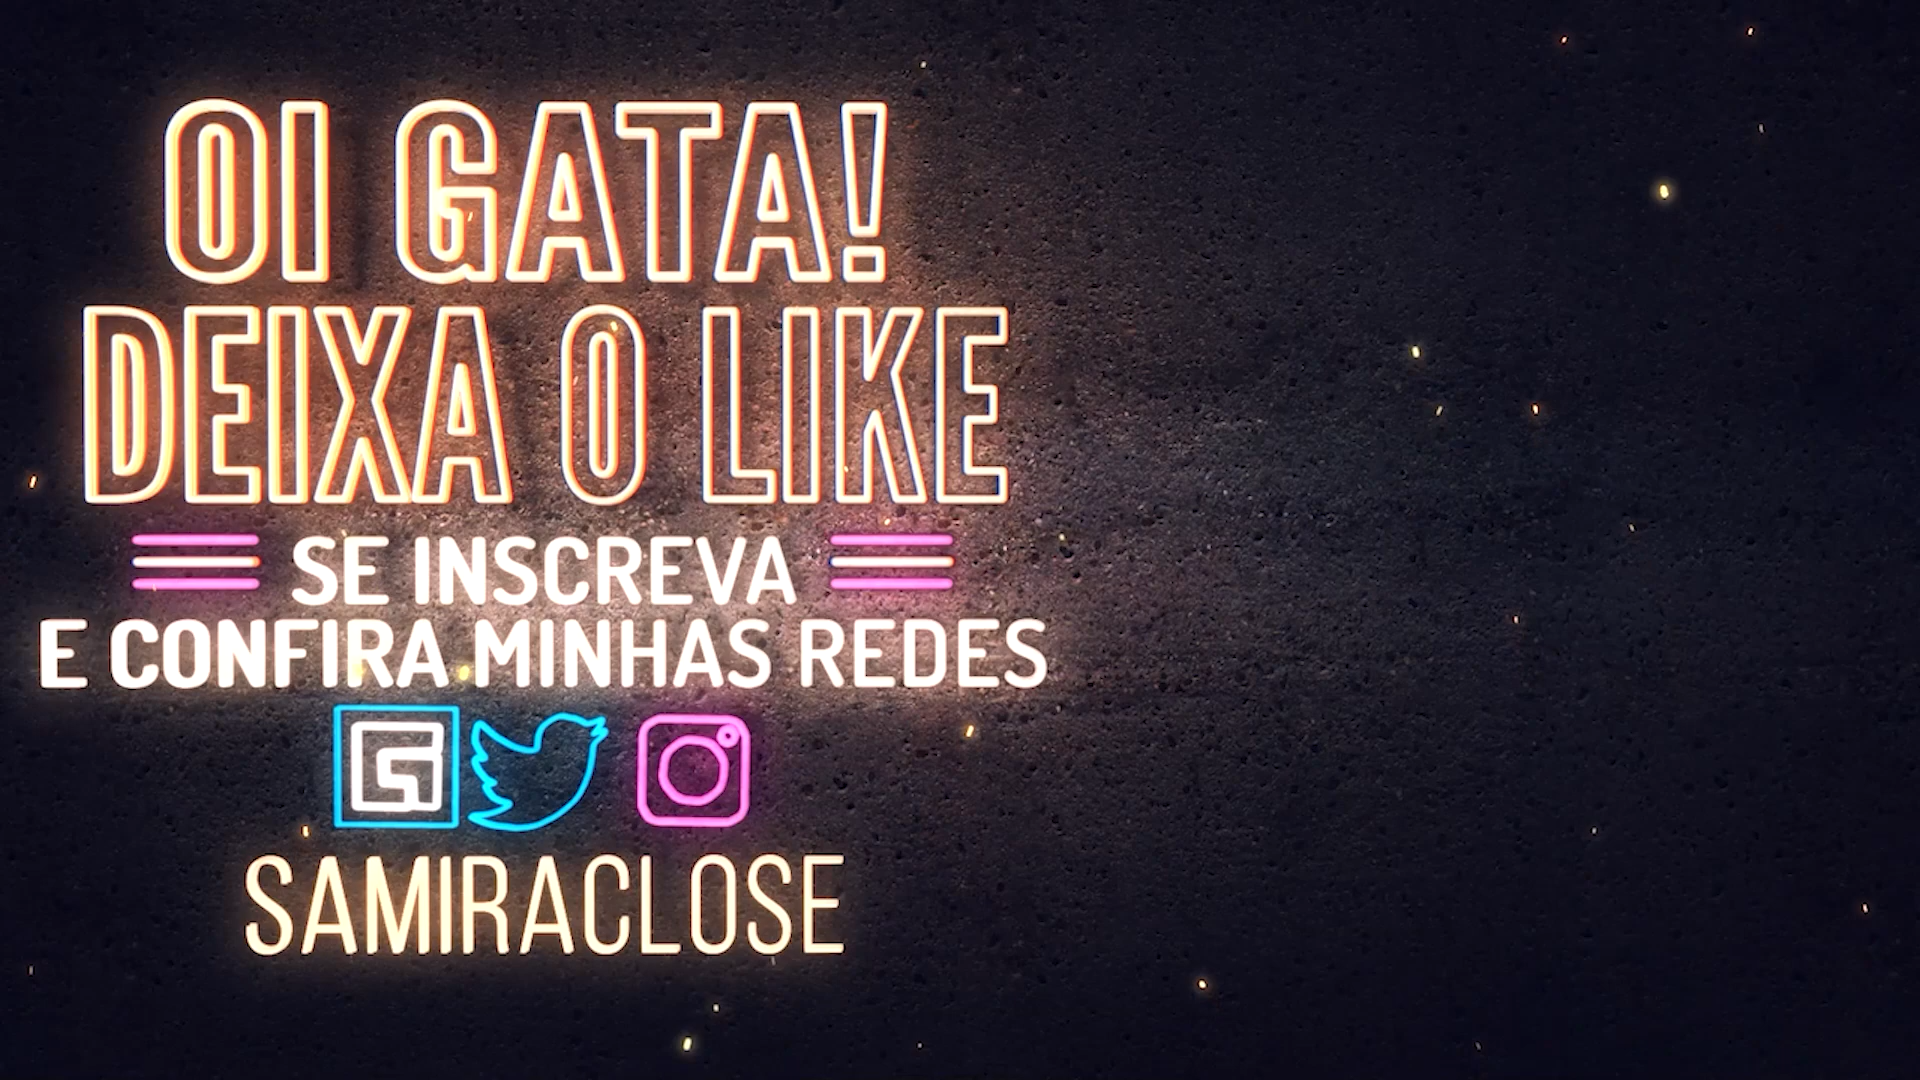 OI GATA!
DEIXA O LIKE
SE INSCREVA
E CONFIRA MINHAS REDES
SAMIRACLOSE